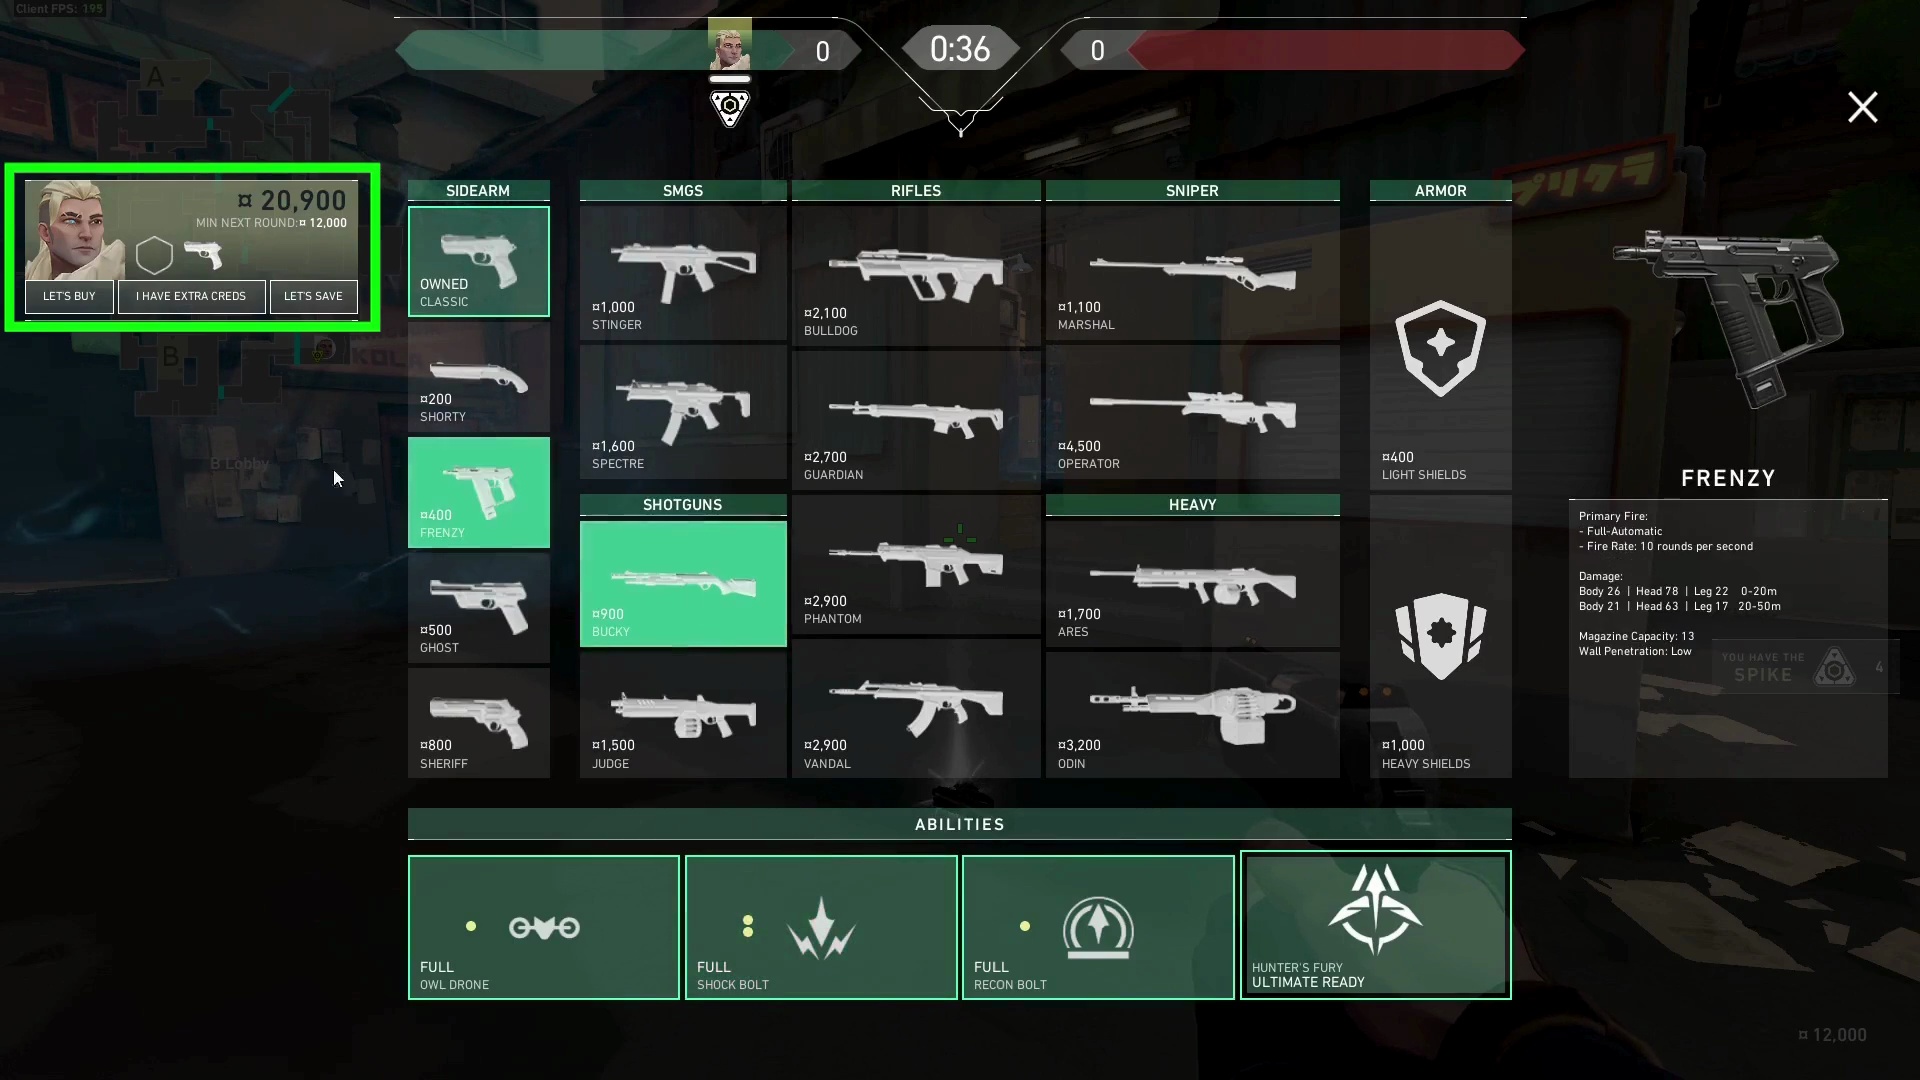 Client FPS: 195
0
0:36
0
A
¤ 20,900
MIN NEXT ROUND: ¤ 12,000
LET'S BUY
I HAVE EXTRA CREDS
LET'S SAVE
B
B Lobby
SIDEARM
OWNED
CLASSIC
¤200
SHORTY
¤400
FRENZY
¤500
GHOST
¤800
SHERIFF
SMGS
¤1,000
STINGER
¤1,600
SPECTRE
SHOTGUNS
¤900
BUCKY
¤1,500
JUDGE
RIFLES
¤2,100
BULLDOG
¤2,700
GUARDIAN
¤2,900
PHANTOM
¤2,900
VANDAL
SNIPER
¤1,100
MARSHAL
¤4,500
OPERATOR
HEAVY
¤1,700
ARES
¤3,200
ODIN
ARMOR
¤400
LIGHT SHIELDS
¤1,000
HEAVY SHIELDS
プリクラ
FRENZY
Primary Fire:
- Full-Automatic
- Fire Rate: 10 rounds per second
Damage:
Body 26 | Head 78 | Leg 22 0-20m
Body 21 | Head 63 | Leg 17 20-50m
Magazine Capacity: 13
Wall Penetration: Low
YOU HAVE THE
SPIKE
4
ABILITIES
FULL
OWL DRONE
FULL
SHOCK BOLT
FULL
RECON BOLT
HUNTER'S FURY
ULTIMATE READY
¤ 12,000